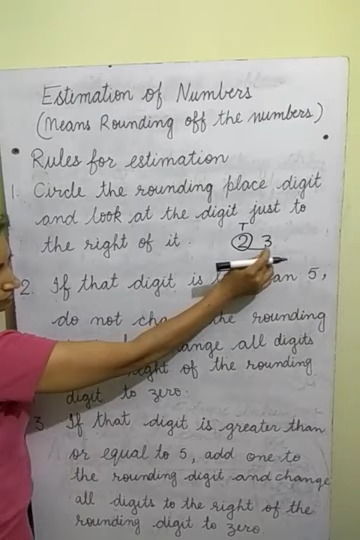 Estimation of Numbers
(Means Rounding off the numbers)
Rules for estimation
1. Circle the rounding place digit
and look at the digit just to
the right of it.
T
2 3
2. If that digit is 5,
do not the rounding
all digits
of the rounding
digit to zero.
3. If that digit is greater than
or equal to 5, add one to
the rounding digit and change
all digits to the right of the
rounding digit to zero.